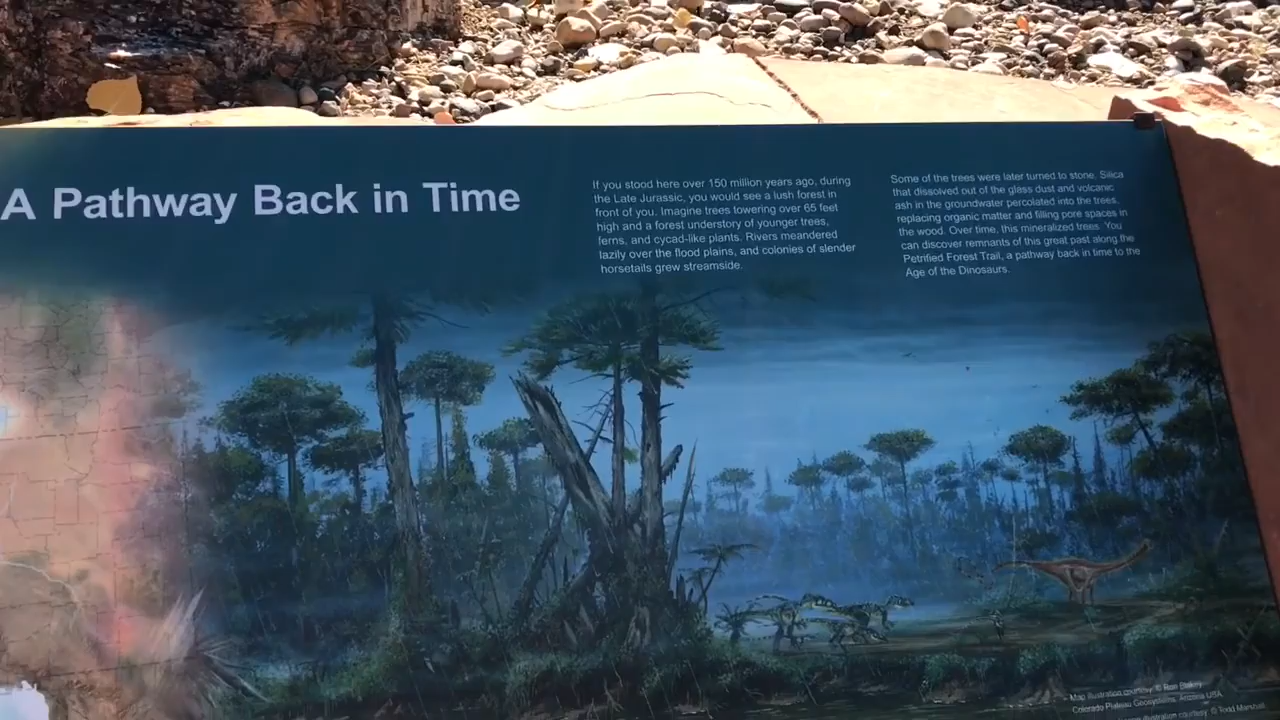 A Pathway Back in Time
If you stood here over 150 million years ago, during
the Late Jurassic, you would see a lush forest in
front of you. Imagine trees towering over 65 feet
high and a forest understory of younger trees,
ferns, and cycad-like plants. Rivers meandered
lazily over the flood plains, and colonies of slender
horsetails grew streamside.
Some of the trees were later turned to stone. Silica
that dissolved out of the glass dust and volcanic
ash in the groundwater percolated into the trees,
replacing organic matter and filling pore spaces in
the wood. Over time, this mineralized trees. You
can discover remnants of this great past along the
Petrified Forest Trail, a pathway back in time to the
Age of the Dinosaurs.
Map illustration courtesy: © Ron Blakey,
Colorado Plateau Geosystems, Arizona USA.
illustration courtesy: © Todd Marshall